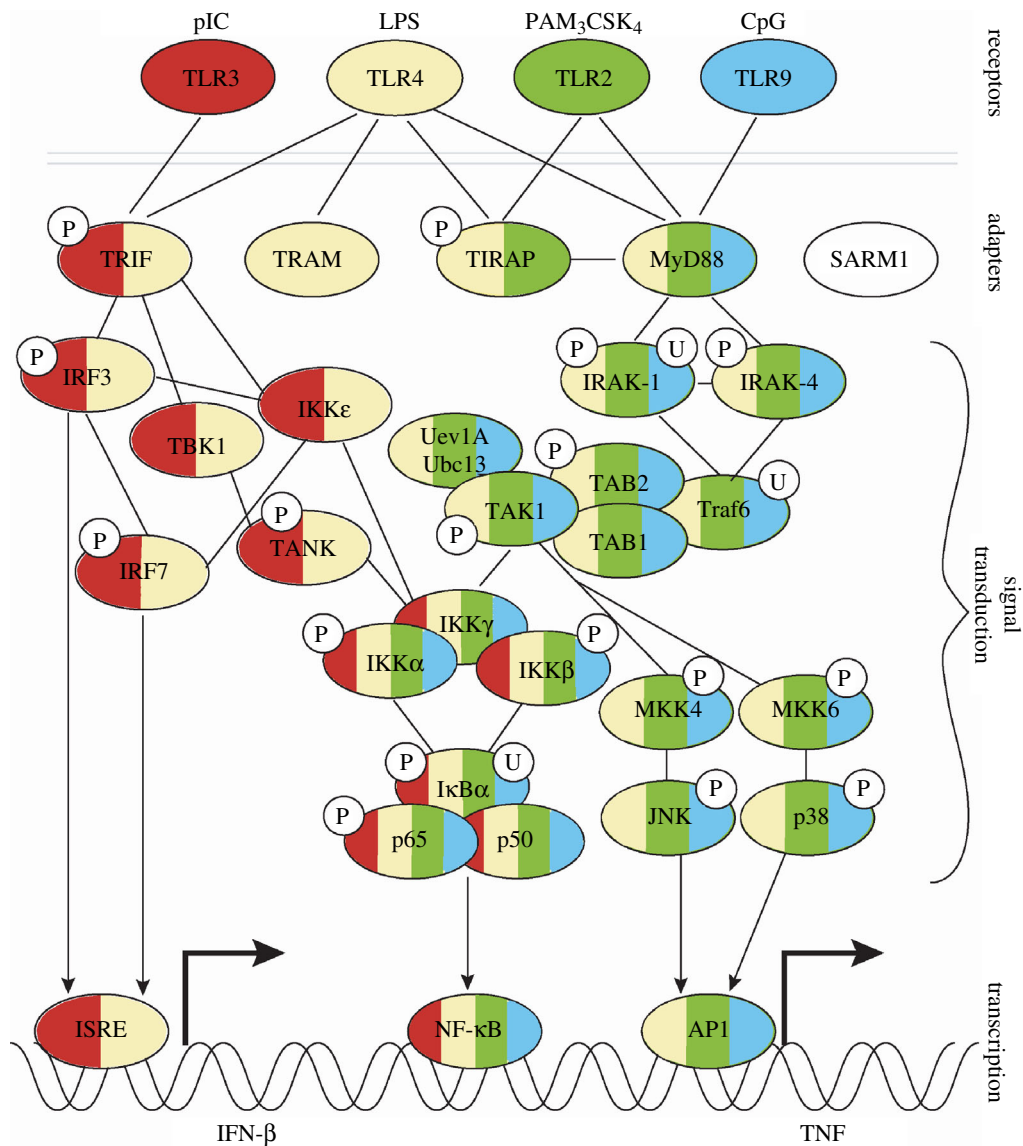 pIC LPS PAM₃CSK₄ CpG
TLR3 TLR4 TLR2 TLR9
receptors
P P
TRIF TRAM TIRAP MyD88 SARM1
adapters
P P U P
IRF3 IKKε IRAK-1 IRAK-4
TBK1 Uev1A
Ubc13
P TAB2 U
TAK1 Traf6
P TAB1
P P
IRF7 TANK
signal
transduction
P IKKγ P
IKKα IKKβ
P P
MKK4 MKK6
P IκBα U
P P P
p65 p50 JNK p38
ISRE NF-κB AP1
transcription
IFN-β TNF